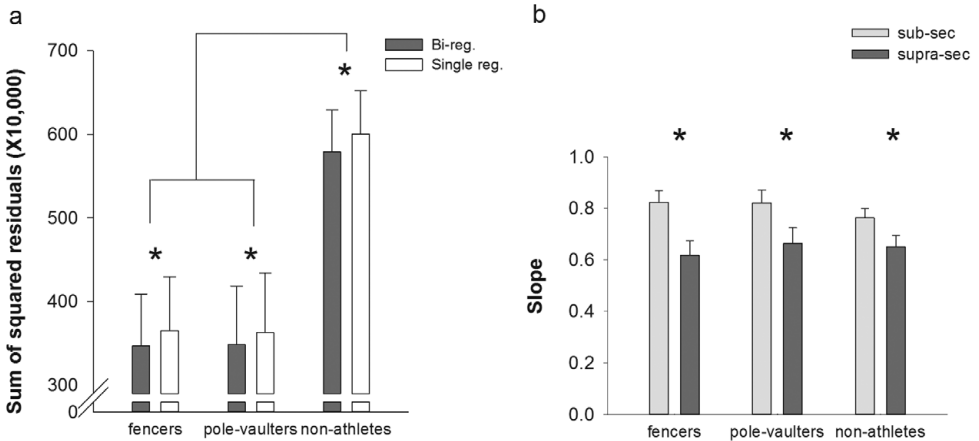 a
Bi-reg.
Single reg.
Sum of squared residuals (X10,000)
700
600
500
400
300
0
*
*
*
fencers pole-vaulters non-athletes
b
sub-sec
supra-sec
Slope
1.0
0.8
0.6
0.4
0.2
0.0
*
*
*
fencers pole-vaulters non-athletes